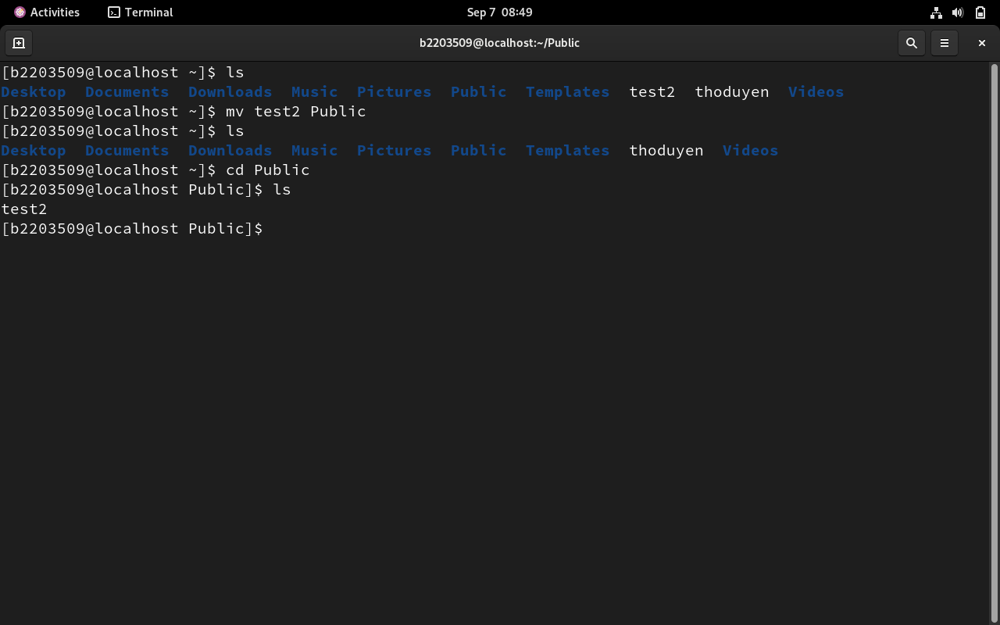 Activities Terminal Sep 7 08:49
b2203509@localhost:~/Public
[b2203509@localhost ~]$ ls
Desktop Documents Downloads Music Pictures Public Templates test2 thoduyen Videos
[b2203509@localhost ~]$ mv test2 Public
[b2203509@localhost ~]$ ls
Desktop Documents Downloads Music Pictures Public Templates thoduyen Videos
[b2203509@localhost ~]$ cd Public
[b2203509@localhost Public]$ ls
test2
[b2203509@localhost Public]$